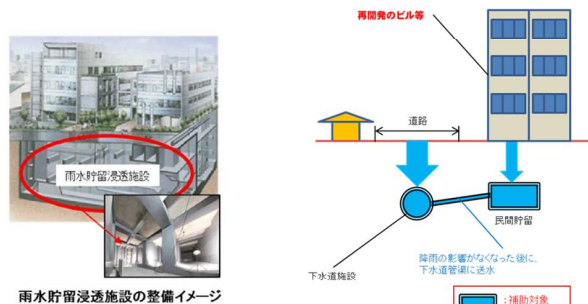 雨水貯留浸透施設
雨水貯留浸透施設の整備イメージ
再開発のビル等
道路
民間貯留
下水道施設
降雨の影響がなくなった後に、
下水道管渠に送水
：補助対象